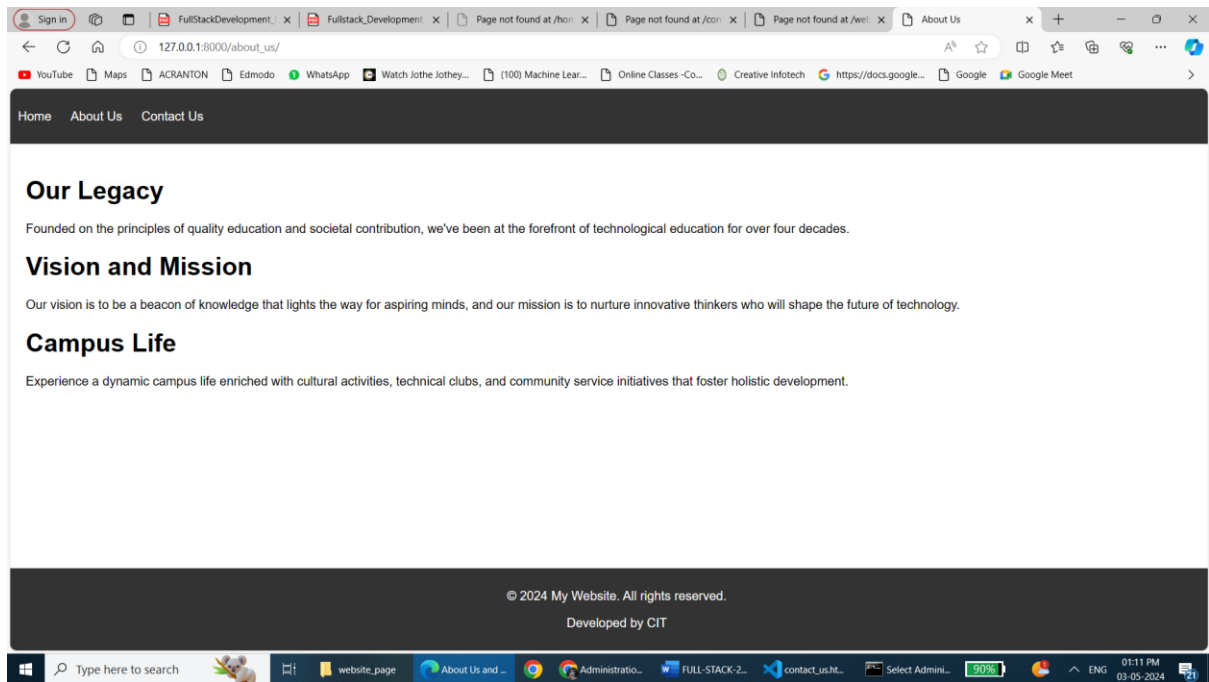 Sign in FullStackDevelopment_ Fullstack_Development_ Page not found at /hon Page not found at /con Page not found at /wel About Us
127.0.0.1:8000/about_us/
YouTube Maps ACRANTON Edmodo WhatsApp Watch Jothe Jothey... (100) Machine Lear... Online Classes -Co... Creative Infotech https://docs.google... Google Google Meet
Home About Us Contact Us
Our Legacy
Founded on the principles of quality education and societal contribution, we've been at the forefront of technological education for over four decades.
Vision and Mission
Our vision is to be a beacon of knowledge that lights the way for aspiring minds, and our mission is to nurture innovative thinkers who will shape the future of technology.
Campus Life
Experience a dynamic campus life enriched with cultural activities, technical clubs, and community service initiatives that foster holistic development.
© 2024 My Website. All rights reserved.
Developed by CIT
Type here to search website_page About Us and ... Administratio... FULL-STACK-2... contact_us.ht... Select Admini... 90% ENG 01:11 PM
03-05-2024 21